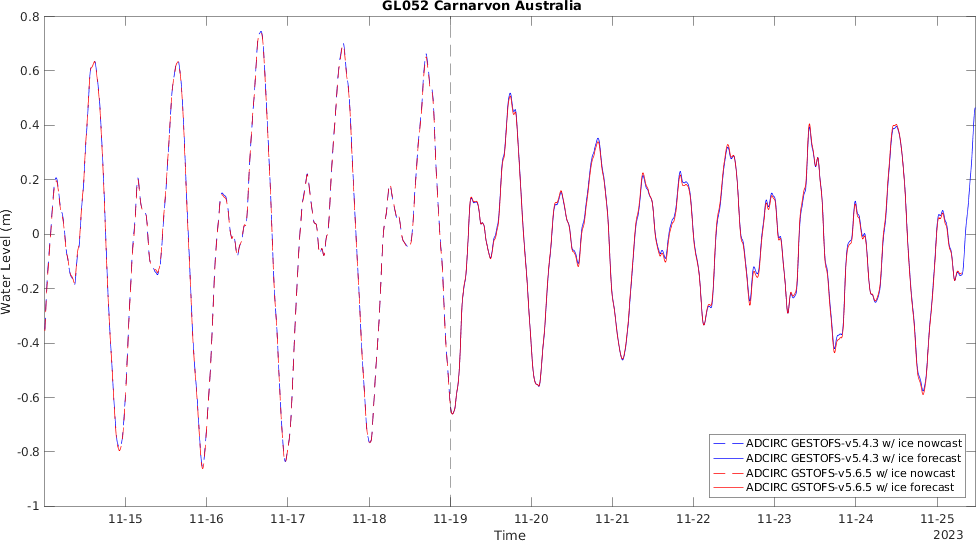 GL052 Carnarvon Australia
0.8
0.6
0.4
0.2
0
-0.2
-0.4
-0.6
-0.8
-1
Water Level (m)
11-15 11-16 11-17 11-18 11-19 11-20 11-21 11-22 11-23 11-24 11-25
Time
2023
ADCIRC GESTOFS-v5.4.3 w/ ice nowcast
ADCIRC GESTOFS-v5.4.3 w/ ice forecast
ADCIRC GSTOFS-v5.6.5 w/ ice nowcast
ADCIRC GSTOFS-v5.6.5 w/ ice forecast